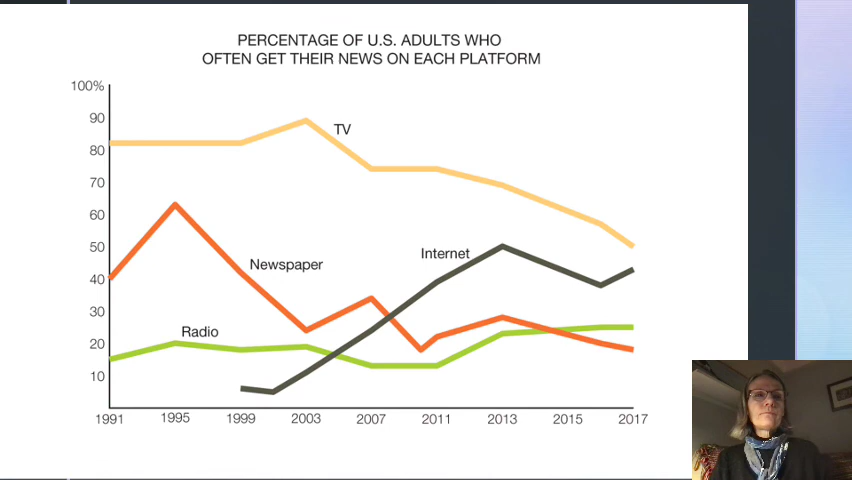 PERCENTAGE OF U.S. ADULTS WHO
OFTEN GET THEIR NEWS ON EACH PLATFORM
100%
90
80
70
60
50
40
30
20
10
TV
Internet
Newspaper
Radio
1991 1995 1999 2003 2007 2011 2013 2015 2017